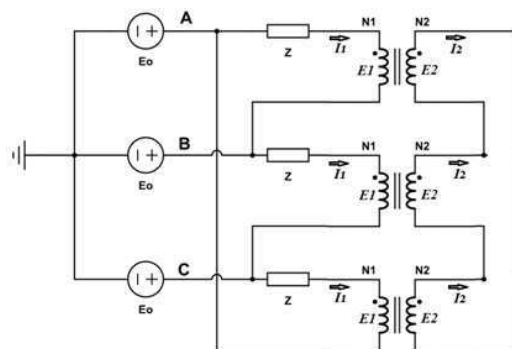 A N1 N2
− + I1 I2
Eo Z E1 E2
B N1 N2
− + I1 I2
Eo Z E1 E2
C N1 N2
− + I1 I2
Eo Z E1 E2